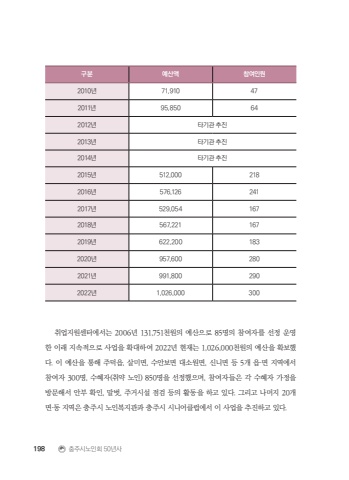 구분 예산액 참여인원
2010년 71,910 47
2011년 95,850 64
2012년 타기관 추진
2013년 타기관 추진
2014년 타기관 추진
2015년 512,000 218
2016년 576,126 241
2017년 529,054 167
2018년 567,221 167
2019년 622,200 183
2020년 957,600 280
2021년 991,800 290
2022년 1,026,000 300
취업지원센터에서는 2006년 131,751천원의 예산으로 85명의 참여자를 선정 운영
한 이래 지속적으로 사업을 확대하여 2022년 현재는 1,026,000천원의 예산을 확보했
다. 이 예산을 통해 주덕읍, 살미면, 수안보면 대소원면, 신니면 등 5개 읍·면 지역에서
참여자 300명, 수혜자(취약 노인) 850명을 선정했으며, 참여자들은 각 수혜자 가정을
방문해서 안부 확인, 말벗, 주거시설 점검 등의 활동을 하고 있다. 그리고 나머지 20개
면·동 지역은 충주시 노인복지관과 충주시 시니어클럽에서 이 사업을 추진하고 있다.
198 충주시노인회 50년사